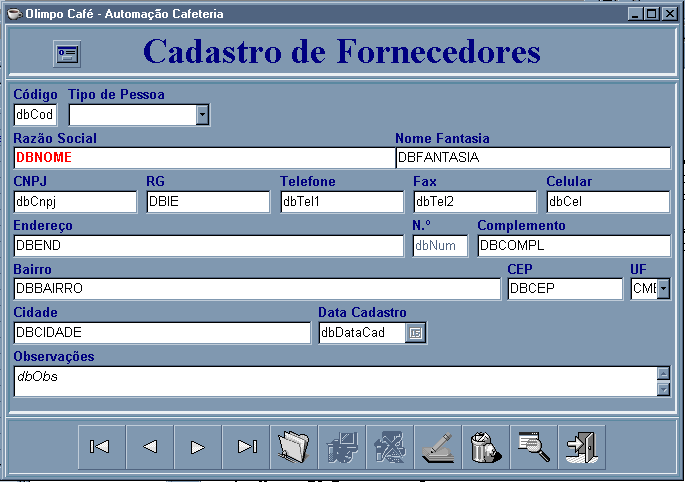 Olimpo Café - Automação Cafeteria
Cadastro de Fornecedores
Código Tipo de Pessoa
dbCod
Razão Social Nome Fantasia
DBNOME DBFANTASIA
CNPJ RG Telefone Fax Celular
dbCnpj DBIE dbTel1 dbTel2 dbCel
Endereço N.º Complemento
DBEND dbNum DBCOMPL
Bairro CEP UF
DBBAIRRO DBCEP
Cidade Data Cadastro
DBCIDADE dbDataCad 15
Observações
dbObs